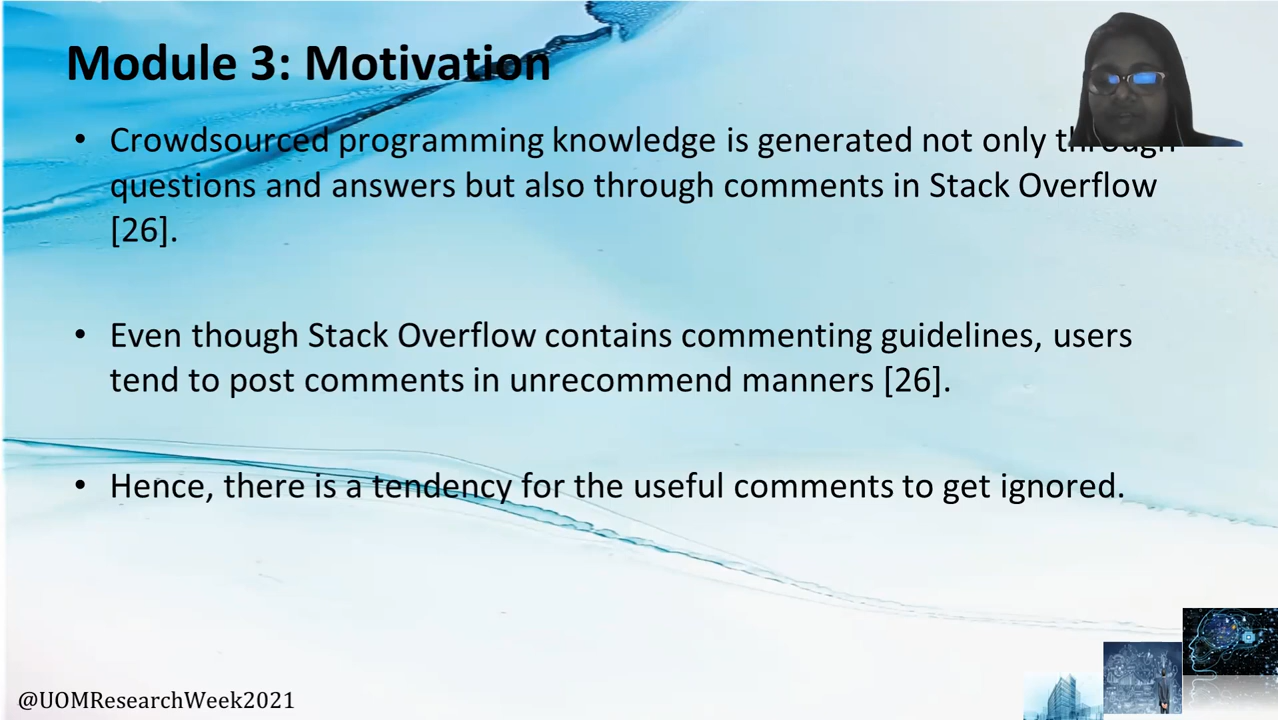 Module 3: Motivation
• Crowdsourced programming knowledge is generated not only through
questions and answers but also through comments in Stack Overflow
[26].
• Even though Stack Overflow contains commenting guidelines, users
tend to post comments in unrecommend manners [26].
• Hence, there is a tendency for the useful comments to get ignored.
@UOMResearchWeek2021